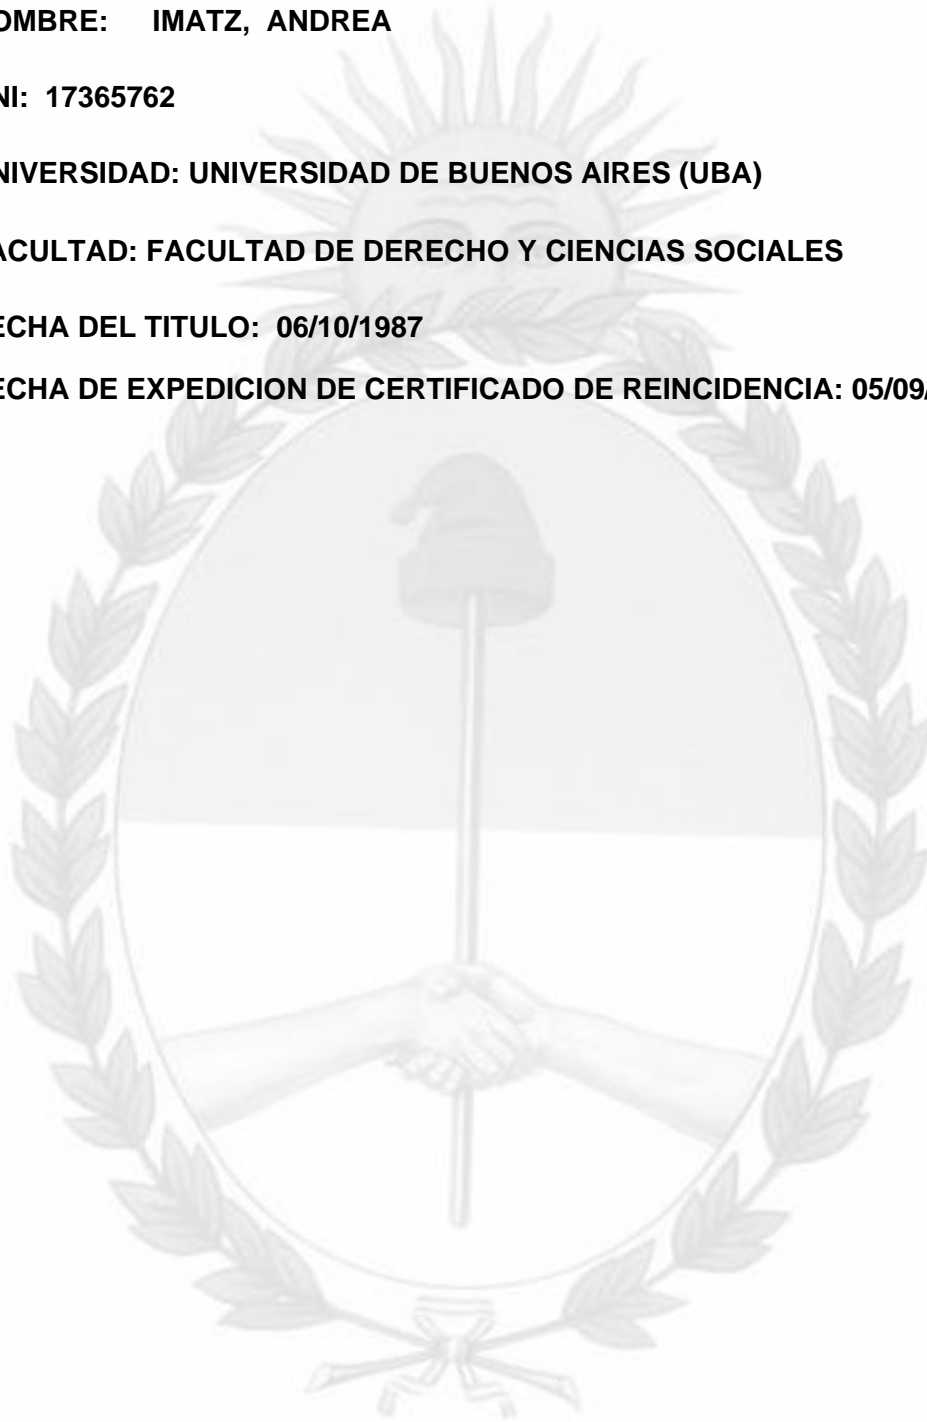 OMBRE: IMATZ, ANDREA
NI: 17365762
NIVERSIDAD: UNIVERSIDAD DE BUENOS AIRES (UBA)
ACULTAD: FACULTAD DE DERECHO Y CIENCIAS SOCIALES
ECHA DEL TITULO: 06/10/1987
ECHA DE EXPEDICION DE CERTIFICADO DE REINCIDENCIA: 05/09/